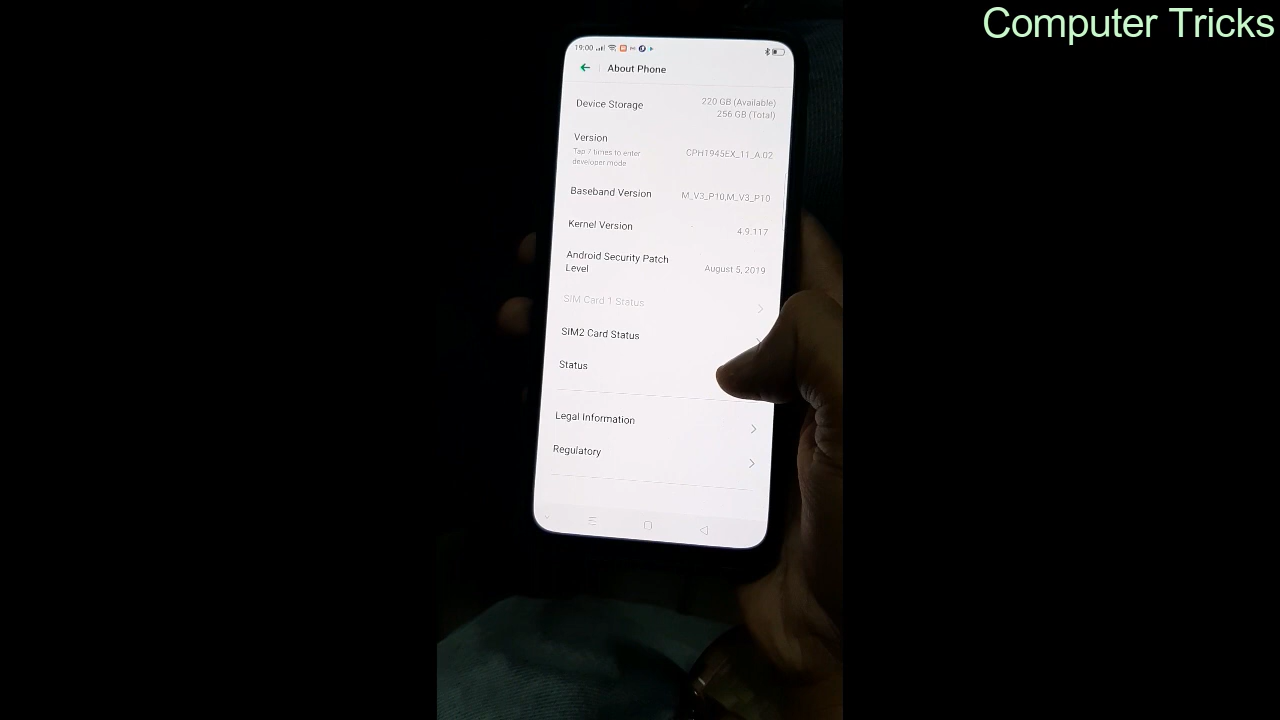 Computer Tricks
19:00
About Phone
Device Storage
220 GB (Available)
256 GB (Total)
Version
Tap 7 times to enter
developer mode
CPH1945EX_11_A.02
Baseband Version
M_V3_P10,M_V3_P10
Kernel Version
4.9.117
Android Security Patch
Level
August 5, 2019
SIM Card 1 Status
SIM2 Card Status
Status
Legal Information
Regulatory